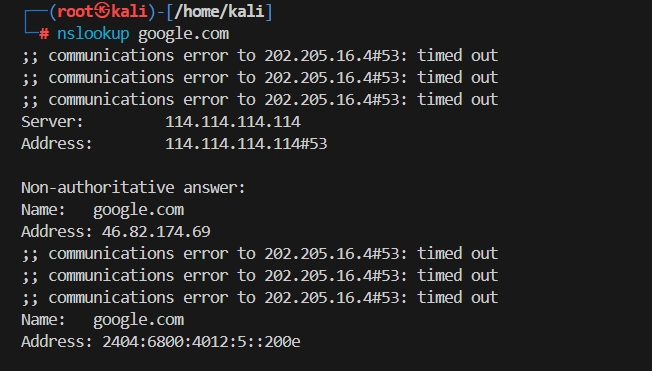 ┌──(root㉿kali)-[/home/kali]
└─# nslookup google.com
;; communications error to 202.205.16.4#53: timed out
;; communications error to 202.205.16.4#53: timed out
;; communications error to 202.205.16.4#53: timed out
Server:         114.114.114.114
Address:        114.114.114.114#53

Non-authoritative answer:
Name:   google.com
Address: 46.82.174.69
;; communications error to 202.205.16.4#53: timed out
;; communications error to 202.205.16.4#53: timed out
;; communications error to 202.205.16.4#53: timed out
Name:   google.com
Address: 2404:6800:4012:5::200e